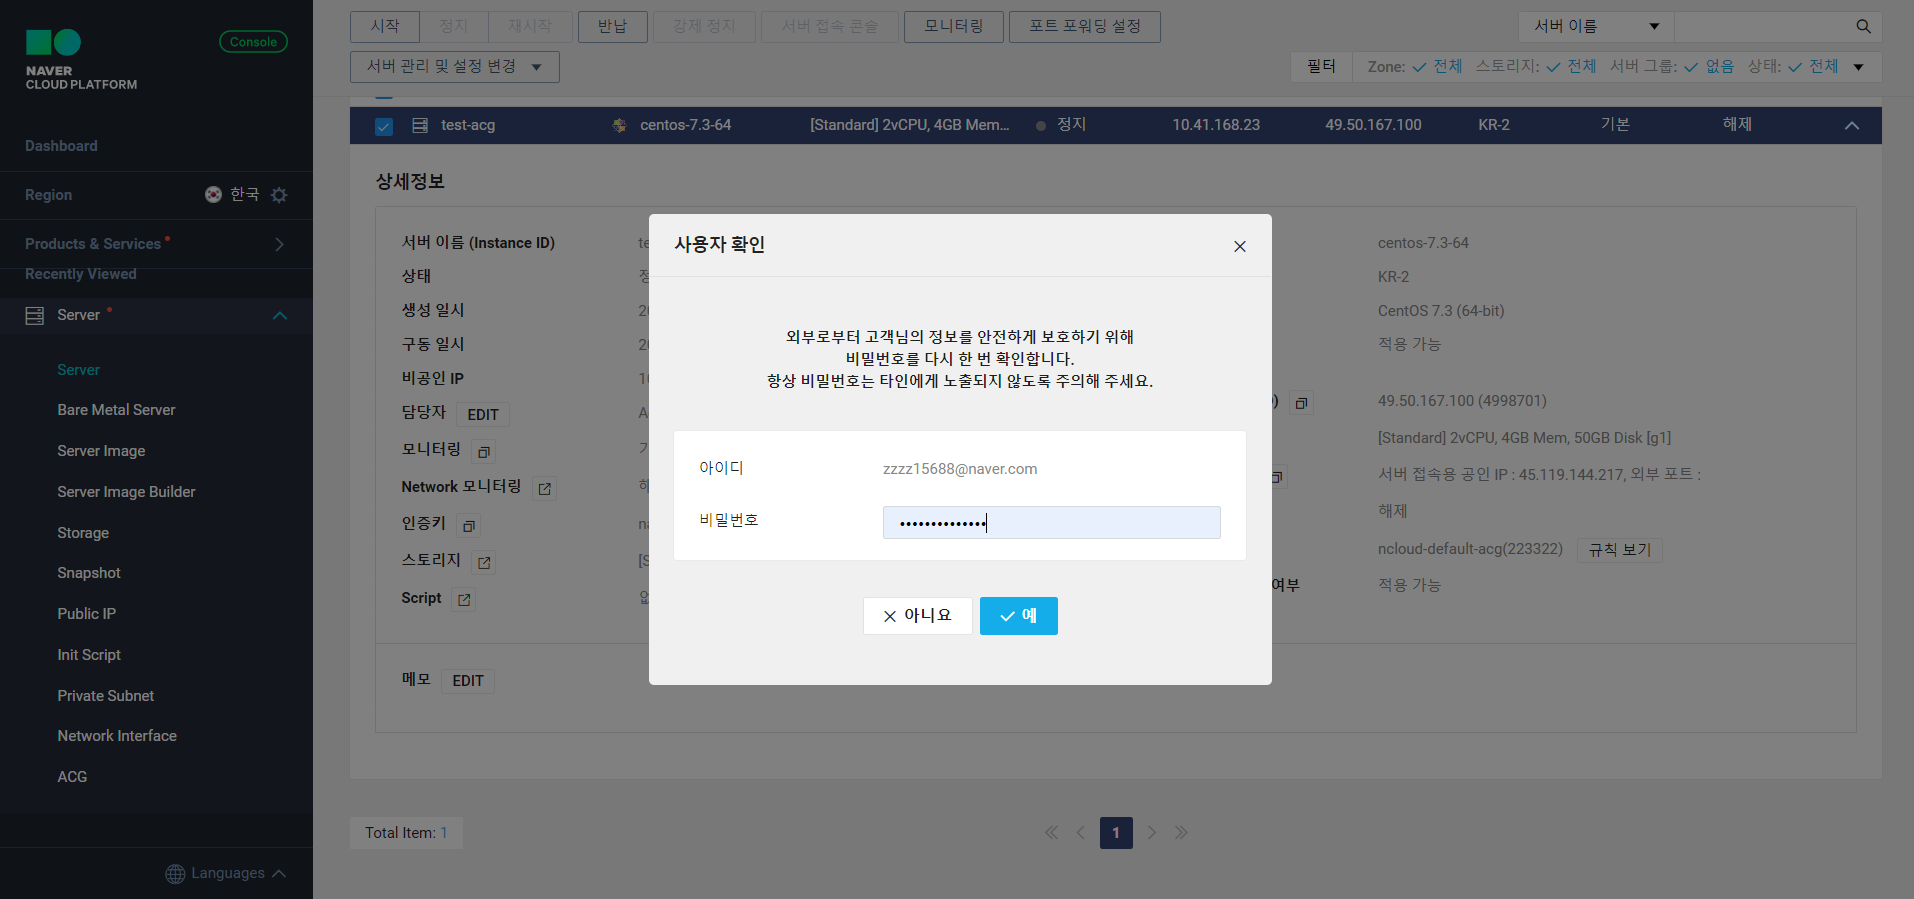 NAVER
CLOUD PLATFORM
Console
Dashboard
Region
한국
Products & Services
Recently Viewed
Server
Server
Bare Metal Server
Server Image
Server Image Builder
Storage
Snapshot
Public IP
Init Script
Private Subnet
Network Interface
ACG
Languages
시작 정지 재시작 반납 강제 정지 서버 접속 콘솔 모니터링 포트 포워딩 설정
서버 이름
서버 관리 및 설정 변경
필터 Zone: 전체 스토리지: 전체 서버 그룹: 없음 상태: 전체
test-acg centos-7.3-64 [Standard] 2vCPU, 4GB Mem... 정지 10.41.168.23 49.50.167.100 KR-2 기본 해제
상세정보
서버 이름 (Instance ID)
centos-7.3-64
상태
KR-2
생성 일시
CentOS 7.3 (64-bit)
구동 일시
적용 가능
비공인 IP
담당자 EDIT
49.50.167.100 (4998701)
모니터링
[Standard] 2vCPU, 4GB Mem, 50GB Disk [g1]
Network 모니터링
서버 접속용 공인 IP : 45.119.144.217, 외부 포트 :
인증키
해제
스토리지
ncloud-default-acg(223322) 규칙 보기
Script
여부
적용 가능
메모 EDIT
사용자 확인
외부로부터 고객님의 정보를 안전하게 보호하기 위해
비밀번호를 다시 한 번 확인합니다.
항상 비밀번호는 타인에게 노출되지 않도록 주의해 주세요.
아이디 zzzz15688@naver.com
비밀번호 ••••••••••••••
아니요 예
Total Item: 1
1